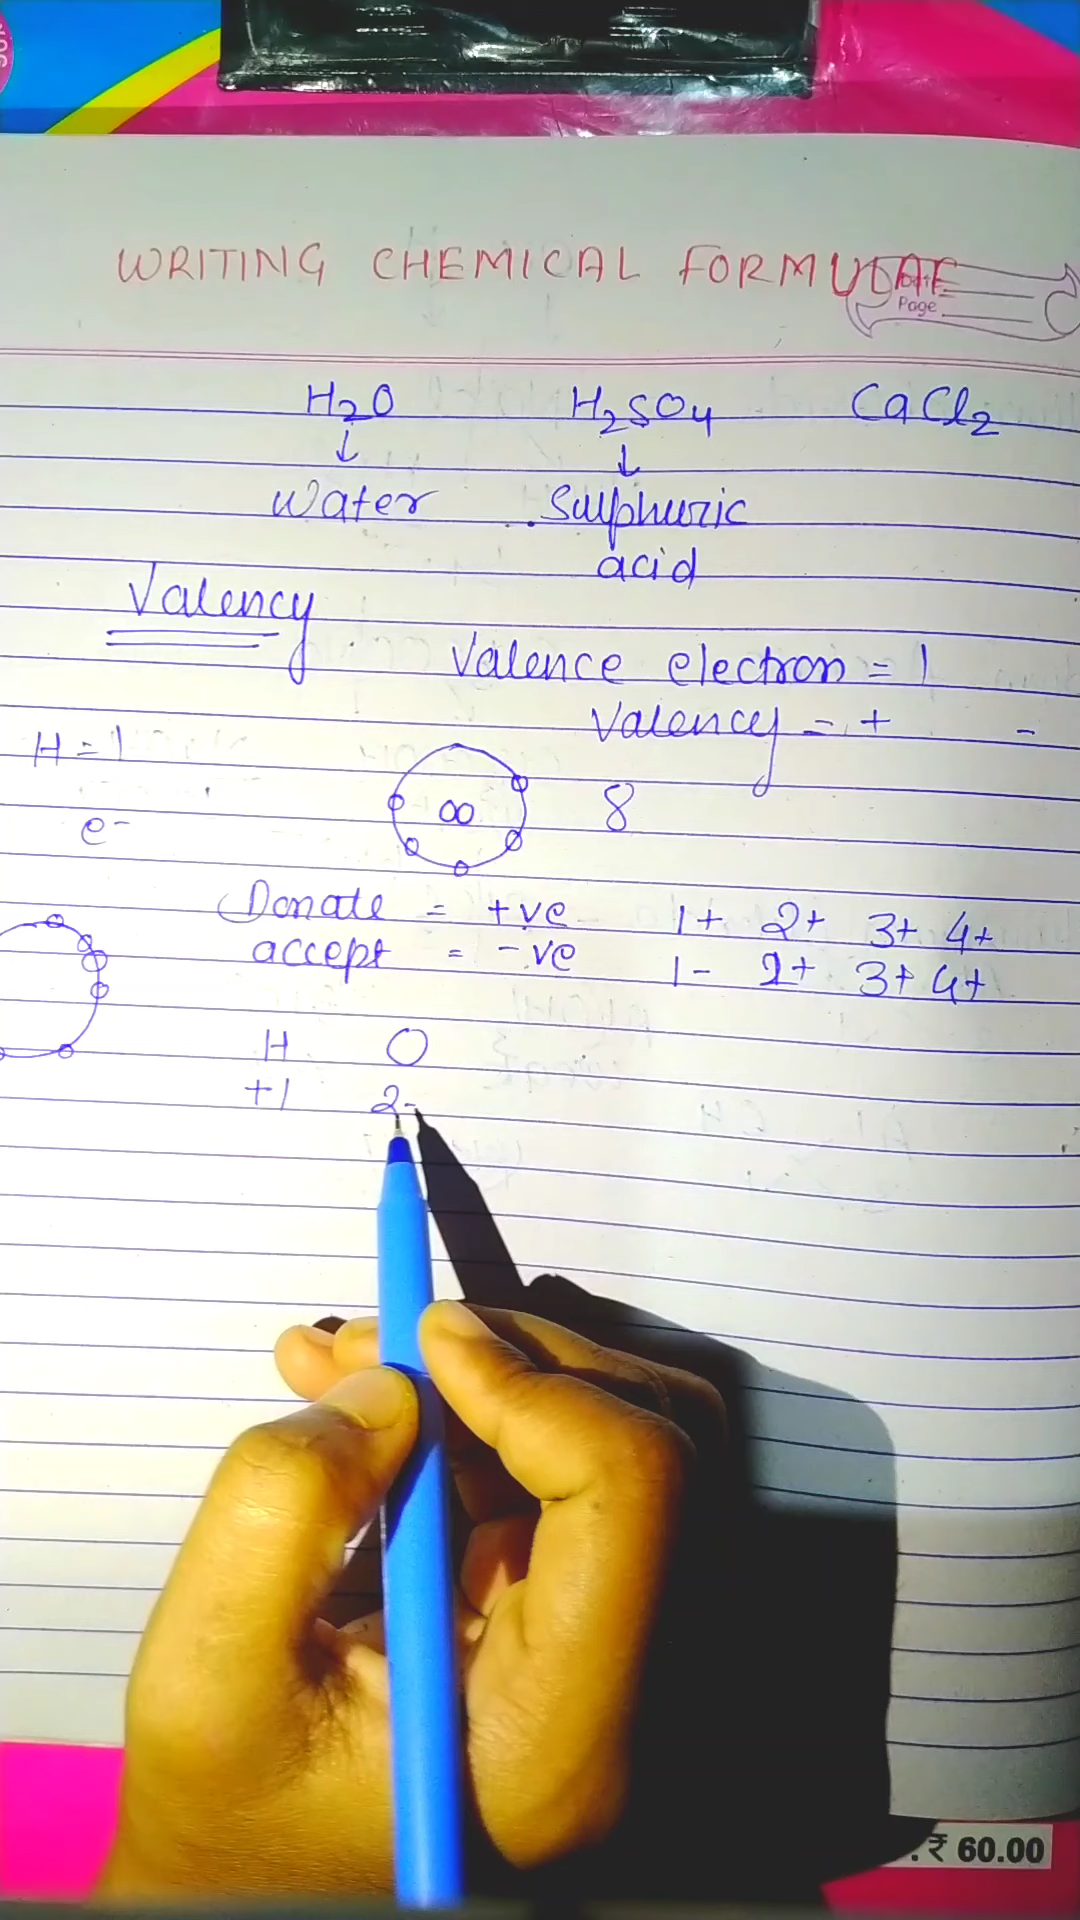 WRITING CHEMICAL FORMULAE
Page
H2O H2SO4 CaCl2
↓ ↓
Water Sulphuric
acid
Valency
Valence electron = 1
Valency = + -
H = 1
8
e-
Donate = +ve 1+ 2+ 3+ 4+
accept = -ve 1- 2+ 3+ 4+
H O
+1 2-
. ₹ 60.00